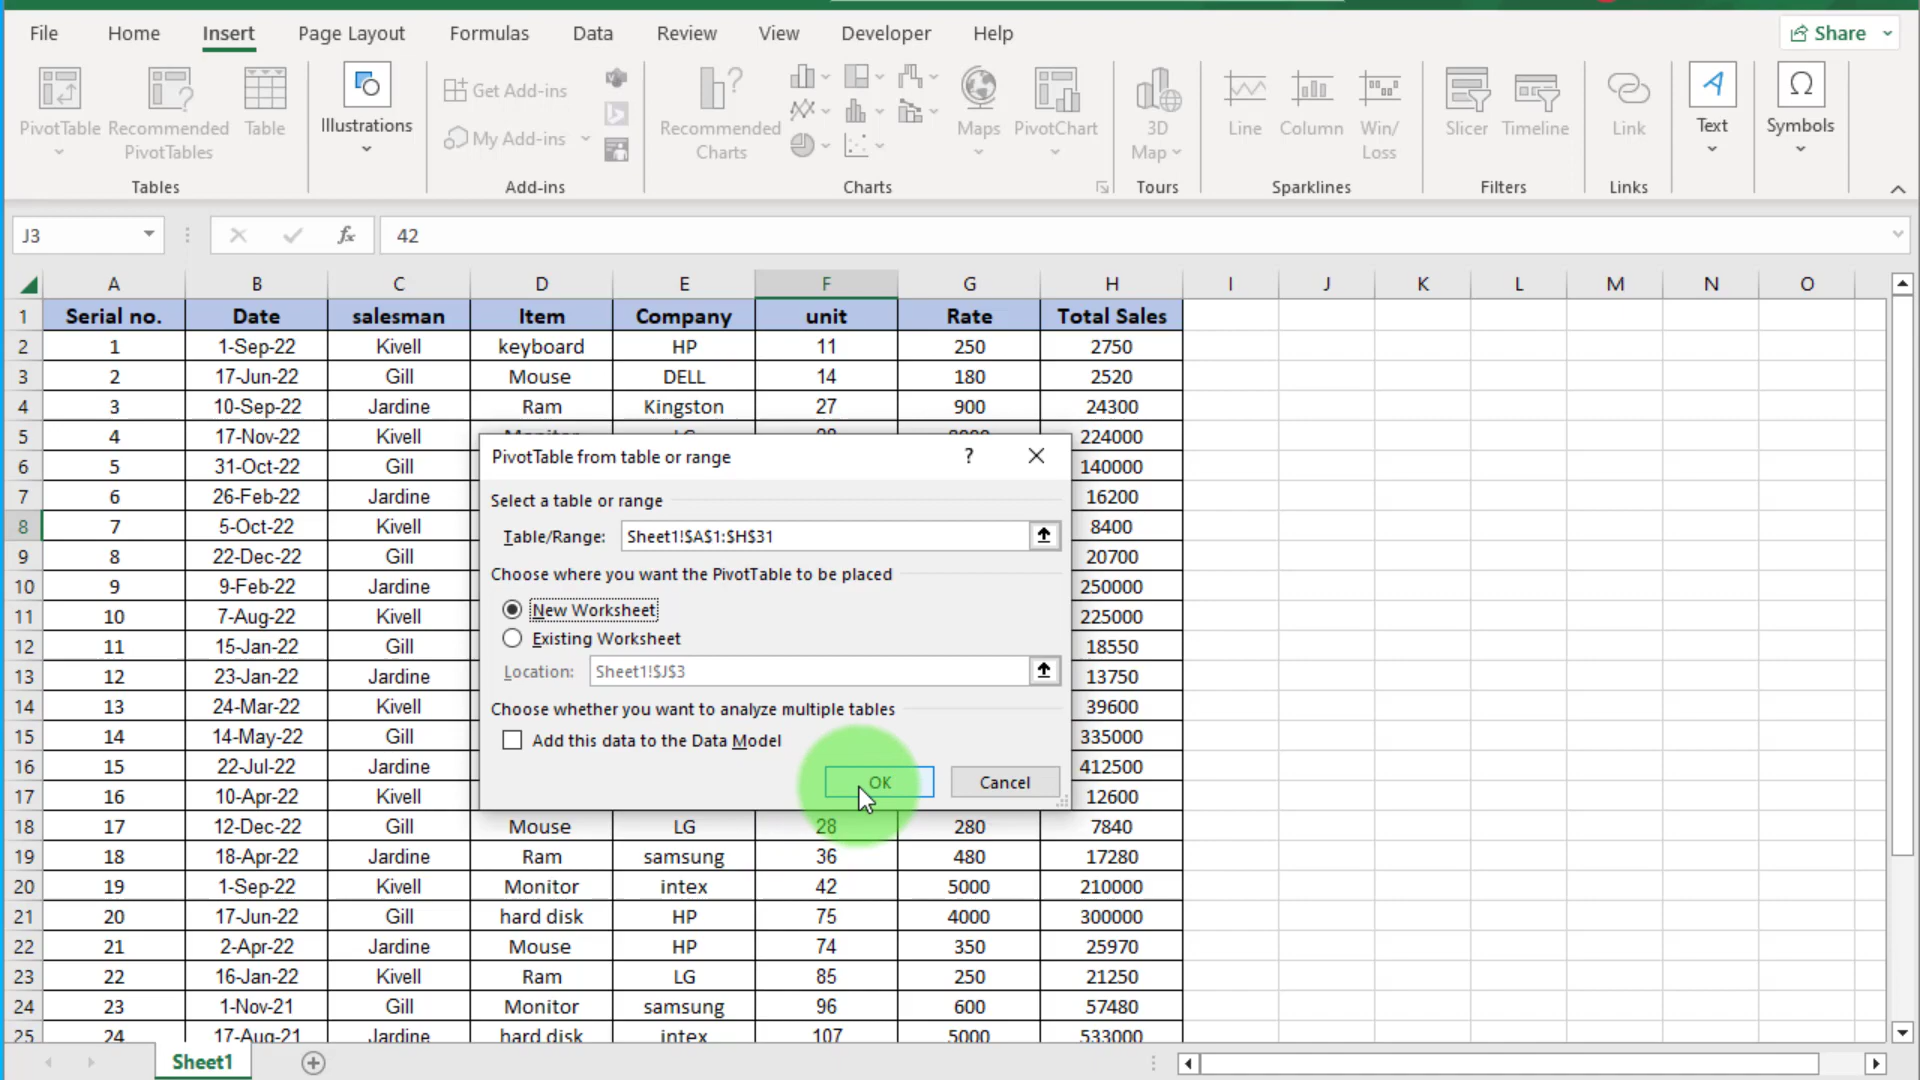 File Home Insert Page Layout Formulas Data Review View Developer Help Share
PivotTable Recommended PivotTables Table Illustrations Get Add-ins My Add-ins Recommended Charts Maps PivotChart 3D Map Line Column Win/Loss Slicer Timeline Link Text Symbols
Tables Add-ins Charts Tours Sparklines Filters Links
J3 fx 42
A B C D E F G H I J K L M N O
1 Serial no. Date salesman Item Company unit Rate Total Sales
2 1 1-Sep-22 Kivell keyboard HP 11 250 2750
3 2 17-Jun-22 Gill Mouse DELL 14 180 2520
4 3 10-Sep-22 Jardine Ram Kingston 27 900 24300
5 4 17-Nov-22 Kivell 224000
6 5 31-Oct-22 Gill 140000
7 6 26-Feb-22 Jardine 16200
8 7 5-Oct-22 Kivell 8400
9 8 22-Dec-22 Gill 20700
10 9 9-Feb-22 Jardine 250000
11 10 7-Aug-22 Kivell 225000
12 11 15-Jan-22 Gill 18550
13 12 23-Jan-22 Jardine 13750
14 13 24-Mar-22 Kivell 39600
15 14 14-May-22 Gill 335000
16 15 22-Jul-22 Jardine 412500
17 16 10-Apr-22 Kivell 12600
18 17 12-Dec-22 Gill Mouse LG 28 280 7840
19 18 18-Apr-22 Jardine Ram samsung 36 480 17280
20 19 1-Sep-22 Kivell Monitor intex 42 5000 210000
21 20 17-Jun-22 Gill hard disk HP 75 4000 300000
22 21 2-Apr-22 Jardine Mouse HP 74 350 25970
23 22 16-Jan-22 Kivell Ram LG 85 250 21250
24 23 1-Nov-21 Gill Monitor samsung 96 600 57480
25 24 17-Aug-21 Jardine hard disk intex 107 5000 533000
PivotTable from table or range ?
Select a table or range
Table/Range: Sheet1!$A$1:$H$31
Choose where you want the PivotTable to be placed
New Worksheet
Existing Worksheet
Location: Sheet1!$J$3
Choose whether you want to analyze multiple tables
Add this data to the Data Model
OK Cancel
Sheet1